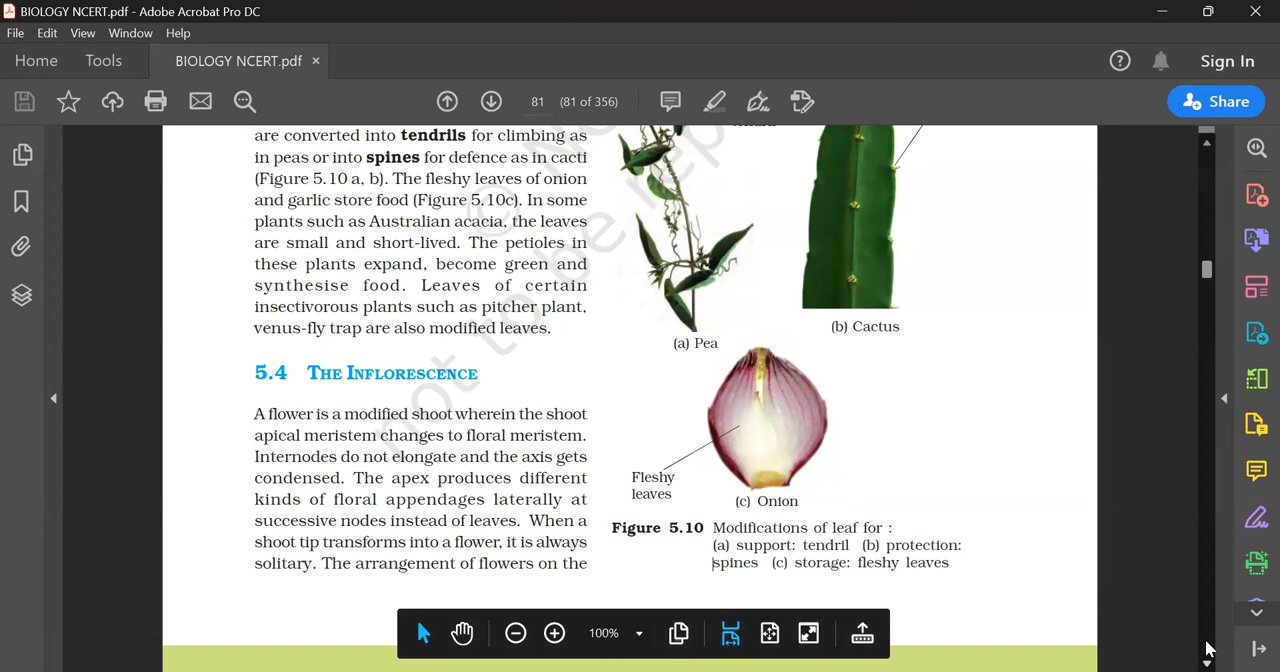 BIOLOGY NCERT.pdf - Adobe Acrobat Pro DC
File Edit View Window Help
Home Tools BIOLOGY NCERT.pdf × Sign In
81 (81 of 356) Share
are converted into tendrils for climbing as
in peas or into spines for defence as in cacti
(Figure 5.10 a, b). The fleshy leaves of onion
and garlic store food (Figure 5.10c). In some
plants such as Australian acacia, the leaves
are small and short-lived. The petioles in
these plants expand, become green and
synthesise food. Leaves of certain
insectivorous plants such as pitcher plant,
venus-fly trap are also modified leaves.
5.4 THE INFLORESCENCE
A flower is a modified shoot wherein the shoot
apical meristem changes to floral meristem.
Internodes do not elongate and the axis gets
condensed. The apex produces different
kinds of floral appendages laterally at
successive nodes instead of leaves. When a
shoot tip transforms into a flower, it is always
solitary. The arrangement of flowers on the
(a) Pea
(b) Cactus
Fleshy
leaves
(c) Onion
Figure 5.10 Modifications of leaf for :
(a) support: tendril (b) protection:
spines (c) storage: fleshy leaves
not to be rep
100%